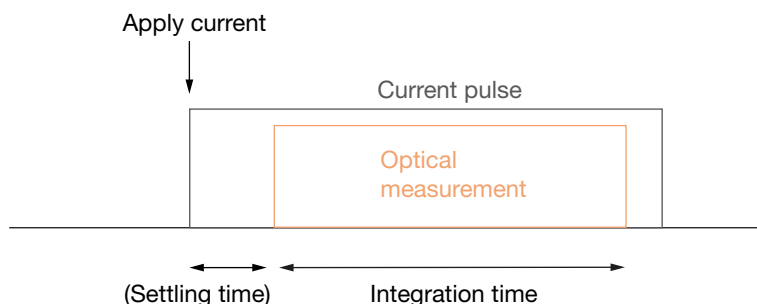 Apply current
Current pulse
Optical
measurement
(Settling time)
Integration time